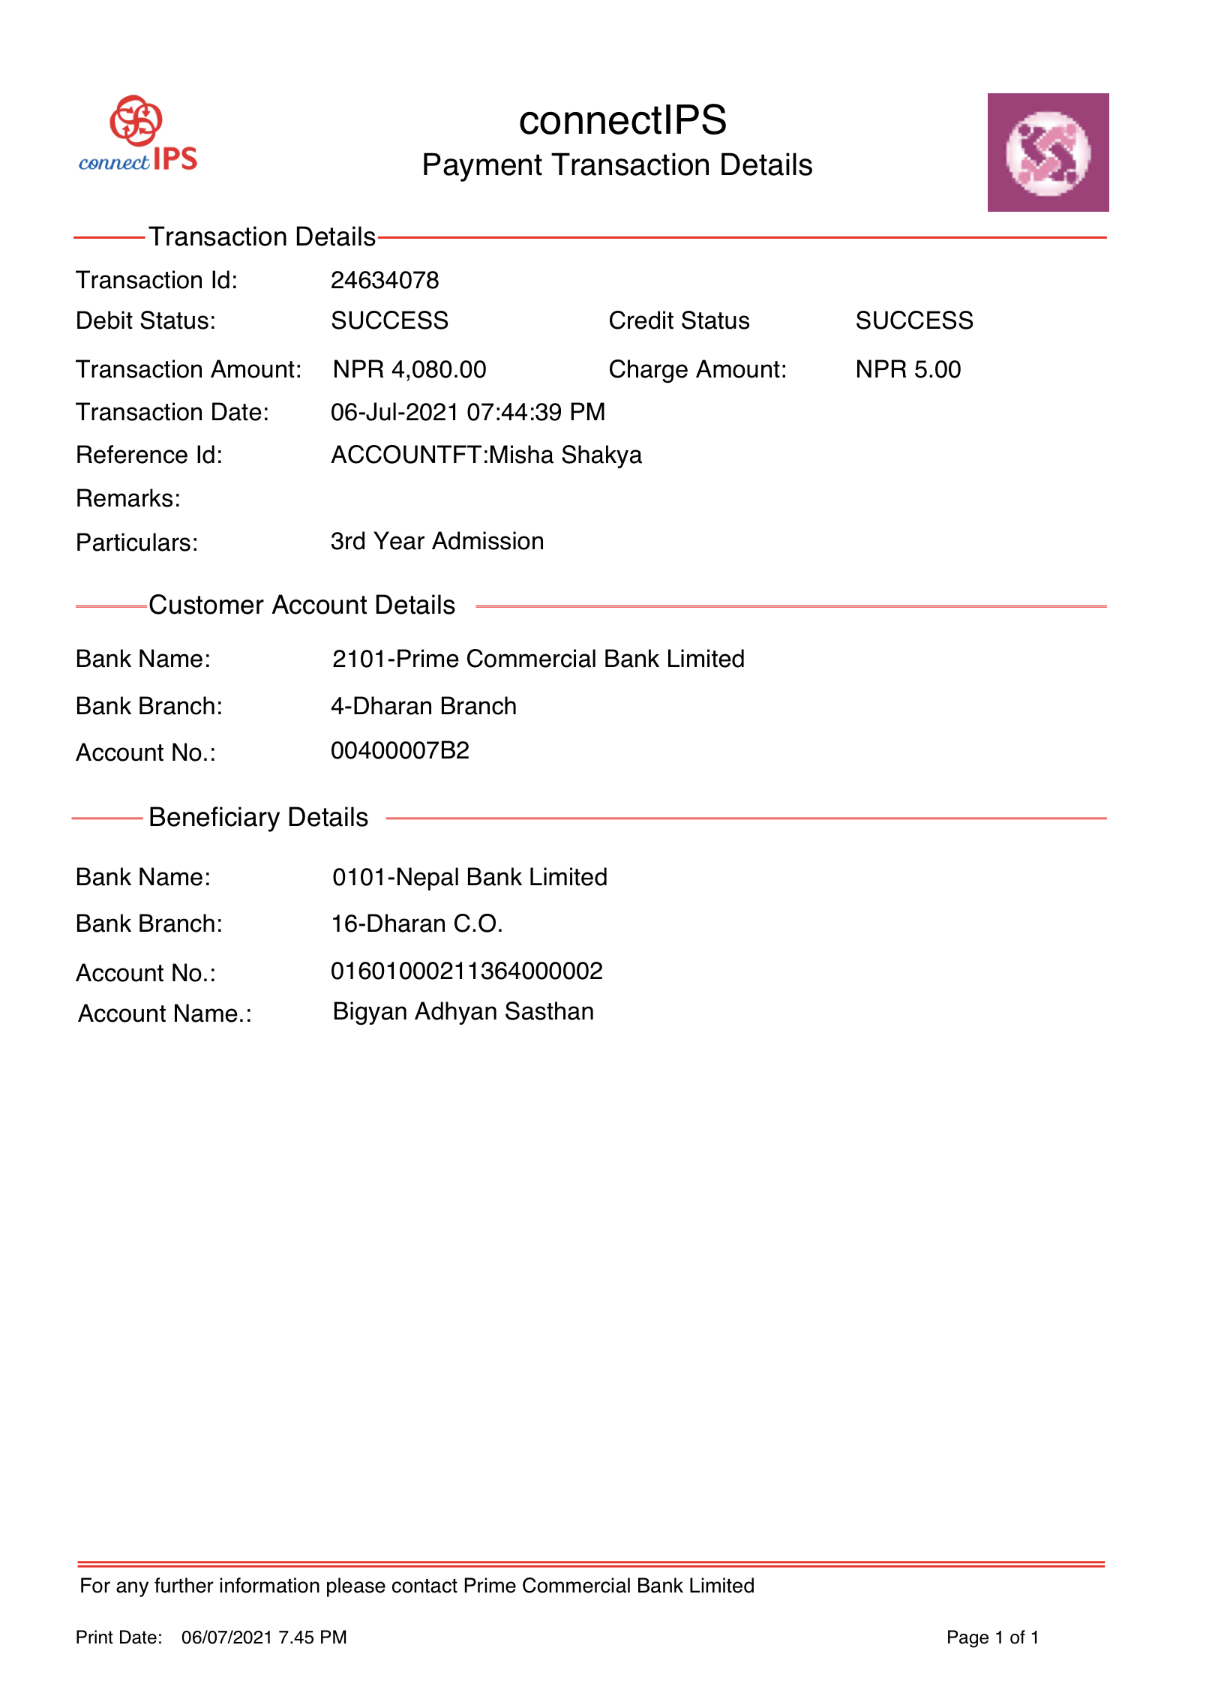 connectIPS
connectIPS
Payment Transaction Details
Transaction Details
Transaction Id: 24634078
Debit Status: SUCCESS Credit Status SUCCESS
Transaction Amount: NPR 4,080.00 Charge Amount: NPR 5.00
Transaction Date: 06-Jul-2021 07:44:39 PM
Reference Id: ACCOUNTFT:Misha Shakya
Remarks:
Particulars: 3rd Year Admission
Customer Account Details
Bank Name: 2101-Prime Commercial Bank Limited
Bank Branch: 4-Dharan Branch
Account No.: 00400007B2
Beneficiary Details
Bank Name: 0101-Nepal Bank Limited
Bank Branch: 16-Dharan C.O.
Account No.: 01601000211364000002
Account Name.: Bigyan Adhyan Sasthan
For any further information please contact Prime Commercial Bank Limited
Print Date: 06/07/2021 7.45 PM Page 1 of 1